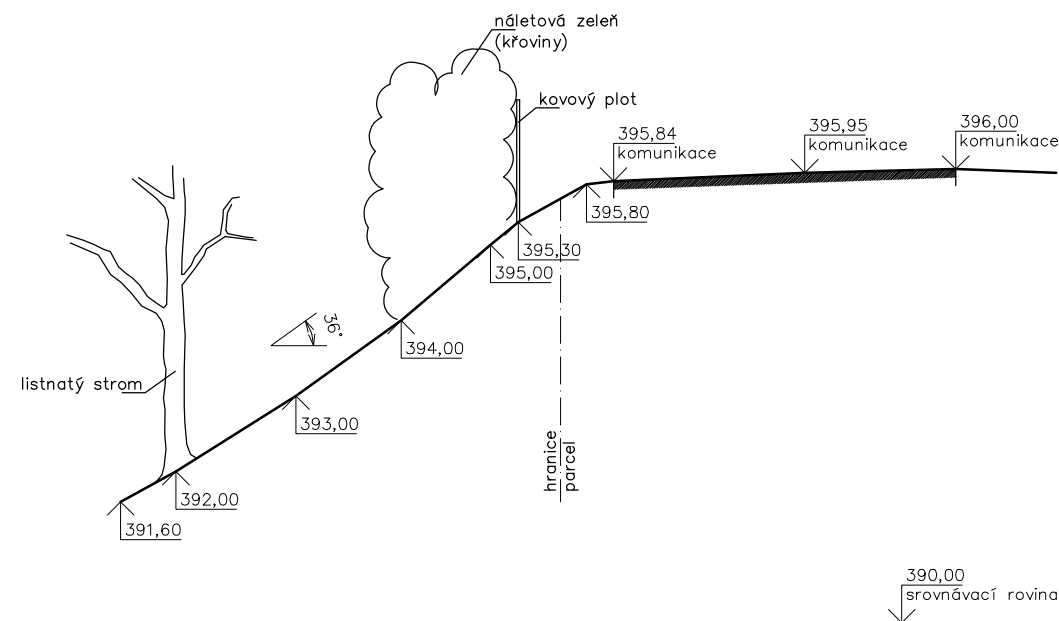 náletová zeleň
(křoviny)
kovový plot
395,84
komunikace
395,95
komunikace
396,00
komunikace
395,80
395,30
395,00
36°
394,00
listnatý strom
393,00
hranice
parcel
392,00
391,60
390,00
srovnávací rovina